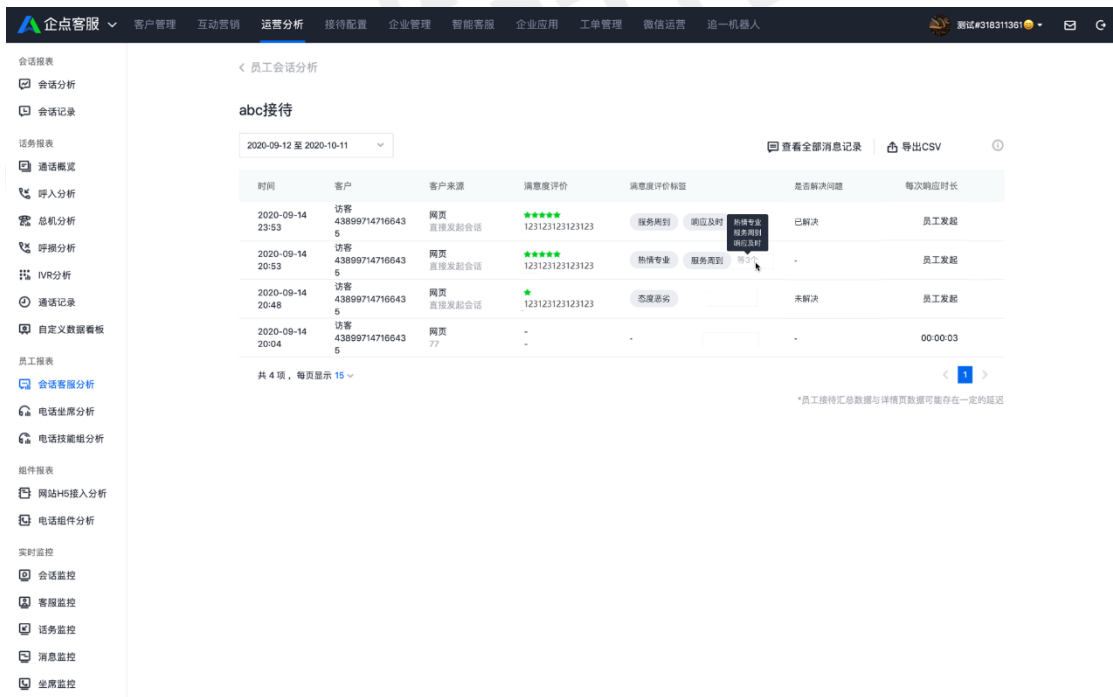 企点客服 客户管理 互动营销 运营分析 接待配置 企业管理 智能客服 企业应用 工单管理 微信运营 追一机器人 测试#318311361
会话报表
会话分析
会话记录
话务报表
通话概览
呼入分析
总机分析
呼损分析
IVR分析
通话记录
自定义数据看板
员工报表
会话客服分析
电话坐席分析
电话技能组分析
组件报表
网站H5接入分析
电话组件分析
实时监控
会话监控
客服监控
话务监控
消息监控
坐席监控
员工会话分析
abc接待
2020-09-12 至 2020-10-11 查看全部消息记录 导出CSV
时间 客户 客户来源 满意度评价 满意度评价标签 是否解决问题 每次响应时长
2020-09-14 23:53 访客 438997147166435 网页 直接发起会话 ★★★★★ 123123123123123 服务周到 响应及时 已解决 员工发起
热情专业
服务周到
响应及时
2020-09-14 20:53 访客 438997147166435 网页 直接发起会话 ★★★★★ 123123123123123 热情专业 服务周到 等3个 - 员工发起
2020-09-14 20:48 访客 438997147166435 网页 直接发起会话 ★ 123123123123123 态度恶劣 未解决 员工发起
2020-09-14 20:04 访客 438997147166435 网页 77 - - - - 00:00:03
共 4 项，每页显示 15 1
*员工接待汇总数据与详情页数据可能存在一定的延迟